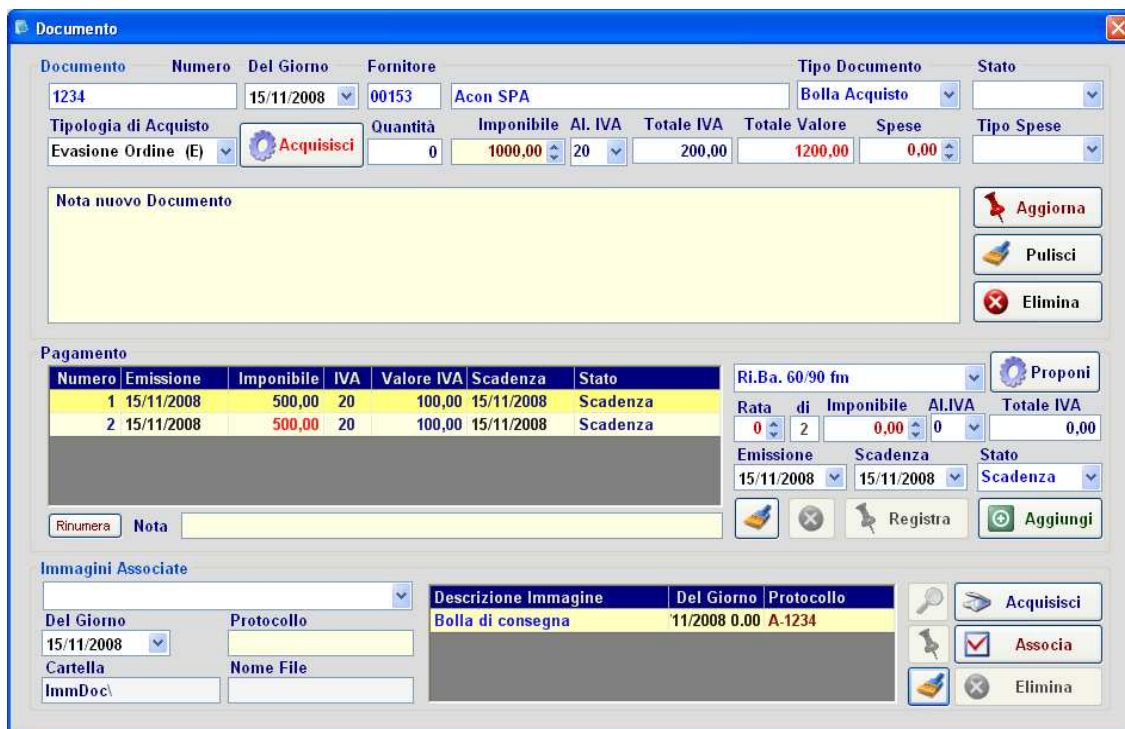 Documento
Documento Numero Del Giorno Fornitore Tipo Documento Stato
1234 15/11/2008 00153 Acon SPA Bolla Acquisto
Tipologia di Acquisto Acquisisci Quantità Imponibile Al. IVA Totale IVA Totale Valore Spese Tipo Spese
Evasione Ordine (E) 0 1000,00 20 200,00 1200,00 0,00
Nota nuovo Documento
Aggiorna
Pulisci
Elimina
Pagamento
Numero Emissione Imponibile IVA Valore IVA Scadenza Stato
1 15/11/2008 500,00 20 100,00 15/11/2008 Scadenza
2 15/11/2008 500,00 20 100,00 15/11/2008 Scadenza
Ri.Ba. 60/90 fm Proponi
Rata di Imponibile Al.IVA Totale IVA
0 2 0,00 0 0,00
Emissione Scadenza Stato
15/11/2008 15/11/2008 Scadenza
Rinumera Nota
Registra Aggiungi
Immagini Associate
Del Giorno Protocollo
15/11/2008
Cartella Nome File
ImmDoc\
Descrizione Immagine Del Giorno Protocollo
Bolla di consegna '11/2008 0.00 A-1234
Acquisisci
Associa
Elimina